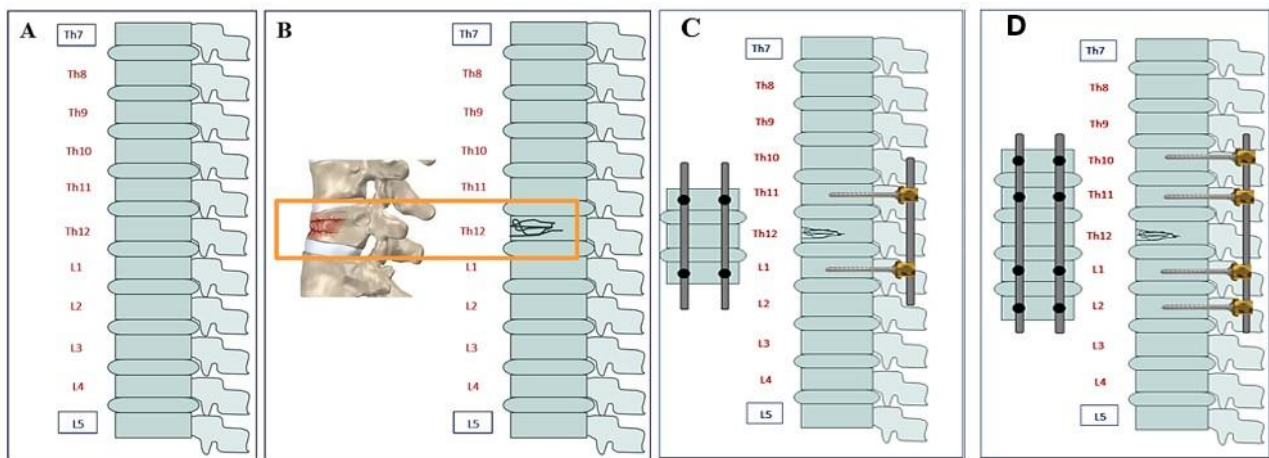 A
Th7
Th8
Th9
Th10
Th11
Th12
L1
L2
L3
L4
L5
B
Th7
Th8
Th9
Th10
Th11
Th12
L1
L2
L3
L4
L5
C
Th7
Th8
Th9
Th10
Th11
Th12
L1
L2
L3
L4
L5
D
Th7
Th8
Th9
Th10
Th11
Th12
L1
L2
L3
L4
L5